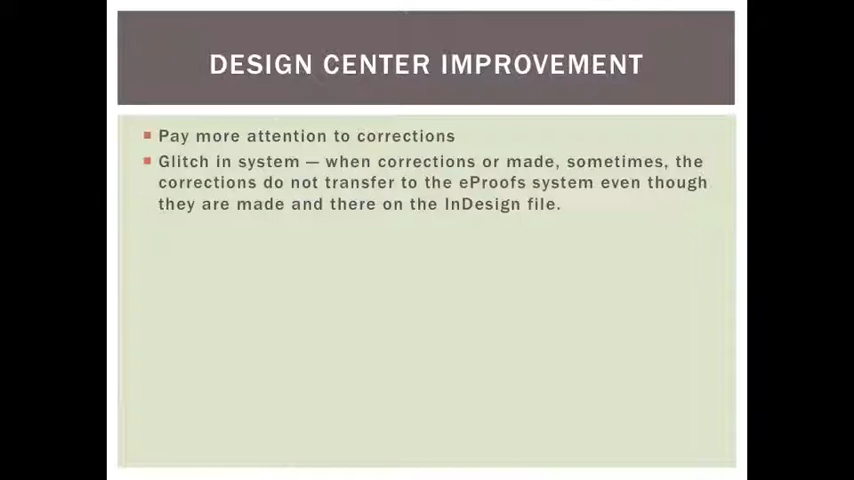 DESIGN CENTER IMPROVEMENT
Pay more attention to corrections
Glitch in system — when corrections or made, sometimes, the
corrections do not transfer to the eProofs system even though
they are made and there on the InDesign file.